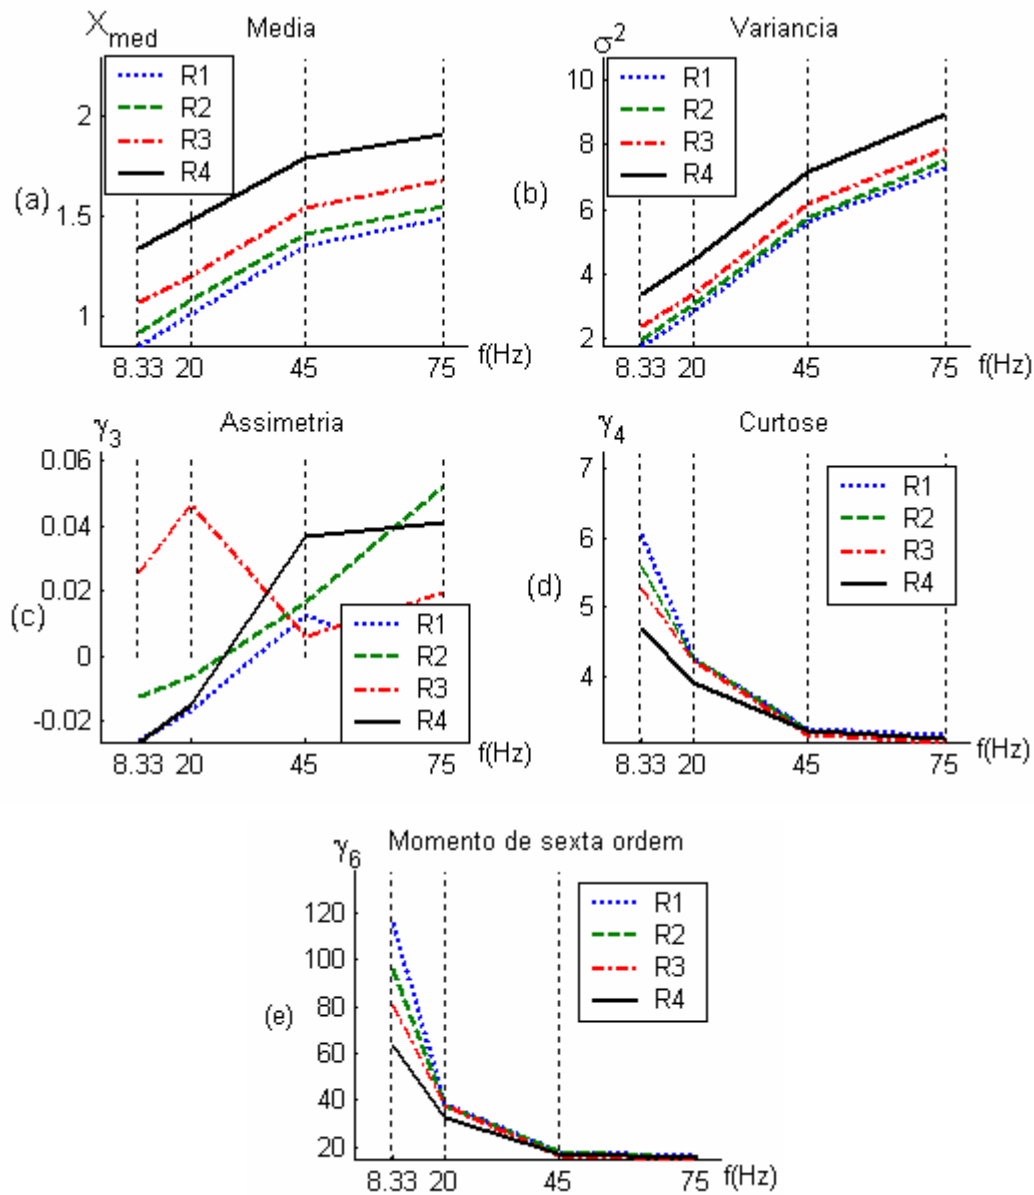 X_med
Media
R1
R2
R3
R4
2
1.5
1
(a)
8.33 20 45 75 f(Hz)
σ²
Variancia
R1
R2
R3
R4
10
8
6
4
2
(b)
8.33 20 45 75 f(Hz)
γ₃
Assimetria
0.06
0.04
0.02
0
-0.02
(c)
R1
R2
R3
R4
8.33 20 45 75 f(Hz)
γ₄
Curtose
7
6
5
4
(d)
R1
R2
R3
R4
8.33 20 45 75 f(Hz)
γ₆
Momento de sexta ordem
120
100
80
60
40
20
(e)
R1
R2
R3
R4
8.33 20 45 75 f(Hz)